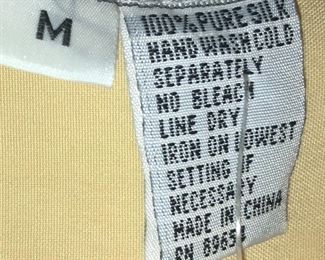 M
100% PURE SILK
HAND WASH COLD
SEPARATELY
NO BLEACH
LINE DRY
IRON ON LOWEST
SETTING IF
NECESSARY
MADE IN CHINA
RN